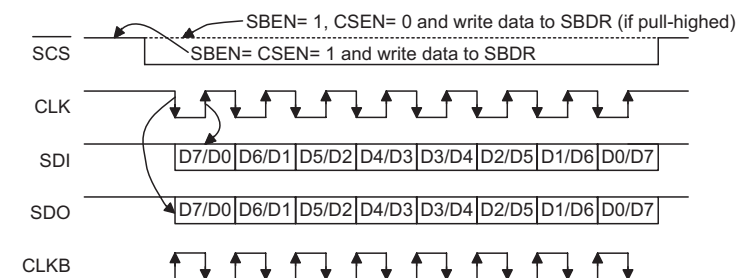 SBEN= 1, CSEN= 0 and write data to SBDR (if pull-highed)
SCS
SBEN= CSEN= 1 and write data to SBDR
CLK
SDI
D7/D0 D6/D1 D5/D2 D4/D3 D3/D4 D2/D5 D1/D6 D0/D7
SDO
D7/D0 D6/D1 D5/D2 D4/D3 D3/D4 D2/D5 D1/D6 D0/D7
CLKB